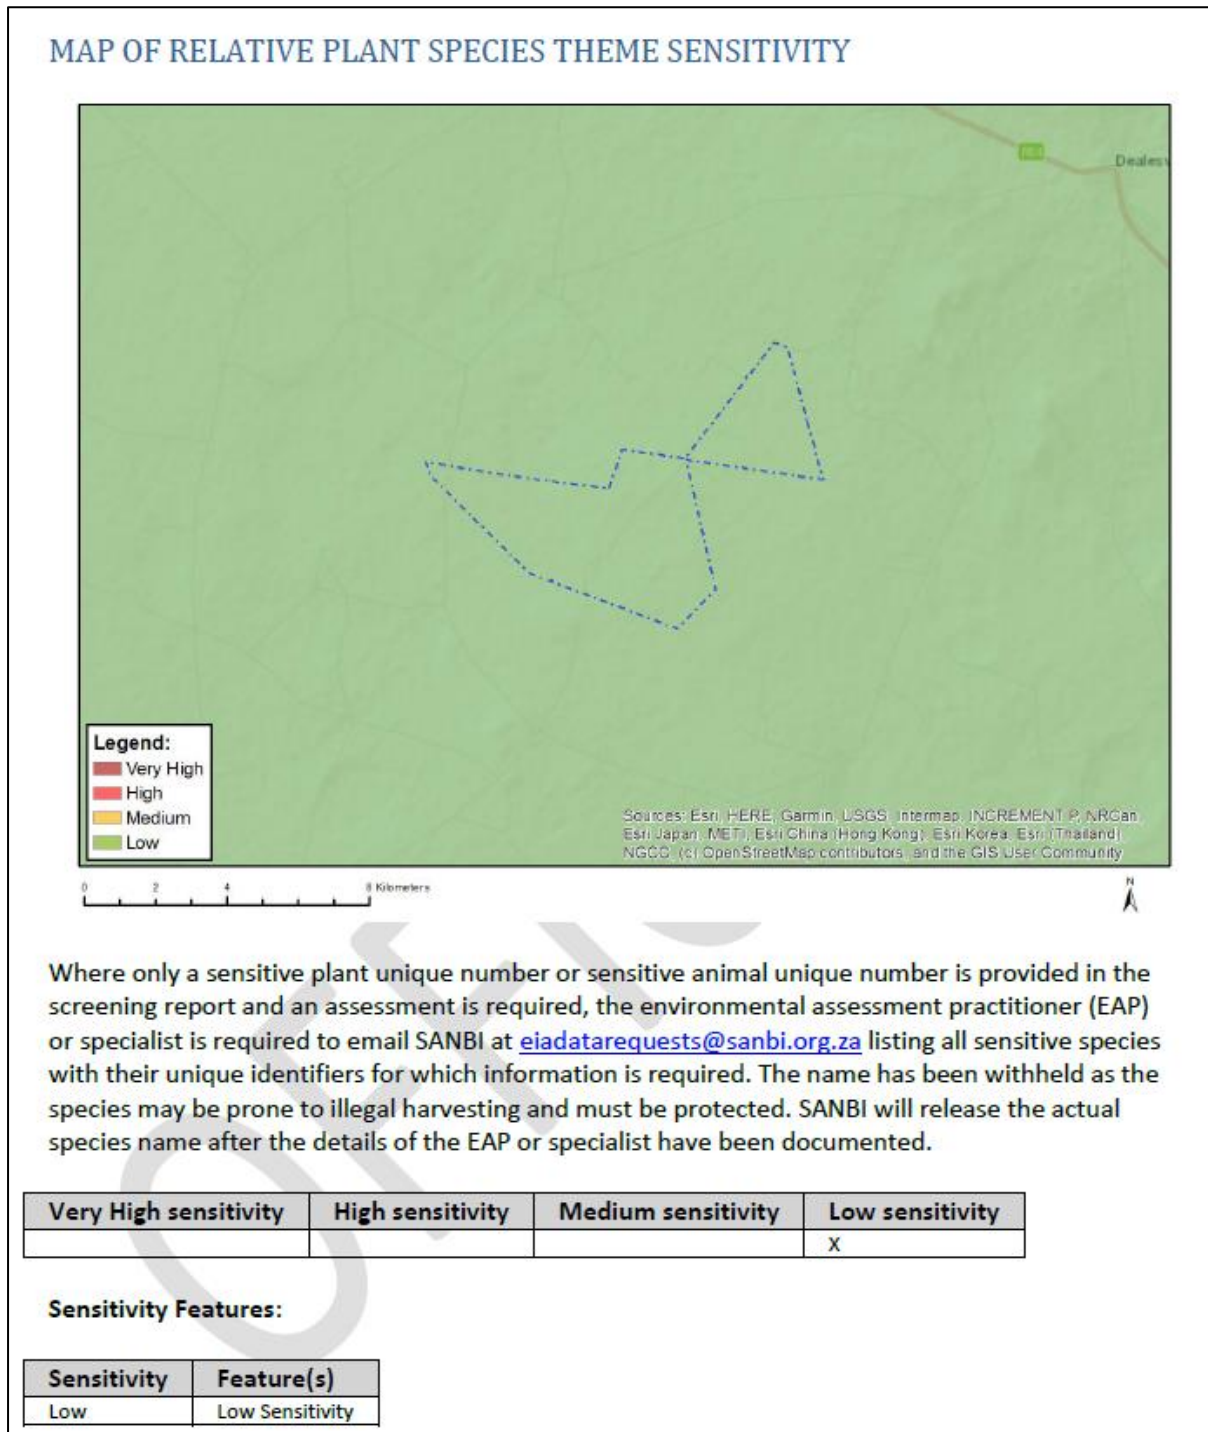 MAP OF RELATIVE PLANT SPECIES THEME SENSITIVITY
Dealesv
Legend:
Very High
High
Medium
Low
Sources: Esri, HERE, Garmin, USGS, Intermap, INCREMENT P, NRCan,
Esri Japan, METI, Esri China (Hong Kong), Esri Korea, Esri (Thailand),
NGCC, (c) OpenStreetMap contributors, and the GIS User Community
0 2 4 8 Kilometers
N
Where only a sensitive plant unique number or sensitive animal unique number is provided in the
screening report and an assessment is required, the environmental assessment practitioner (EAP)
or specialist is required to email SANBI at eiadatarequests@sanbi.org.za listing all sensitive species
with their unique identifiers for which information is required. The name has been withheld as the
species may be prone to illegal harvesting and must be protected. SANBI will release the actual
species name after the details of the EAP or specialist have been documented.
Very High sensitivity High sensitivity Medium sensitivity Low sensitivity
X
Sensitivity Features:
Sensitivity Feature(s)
Low Low Sensitivity